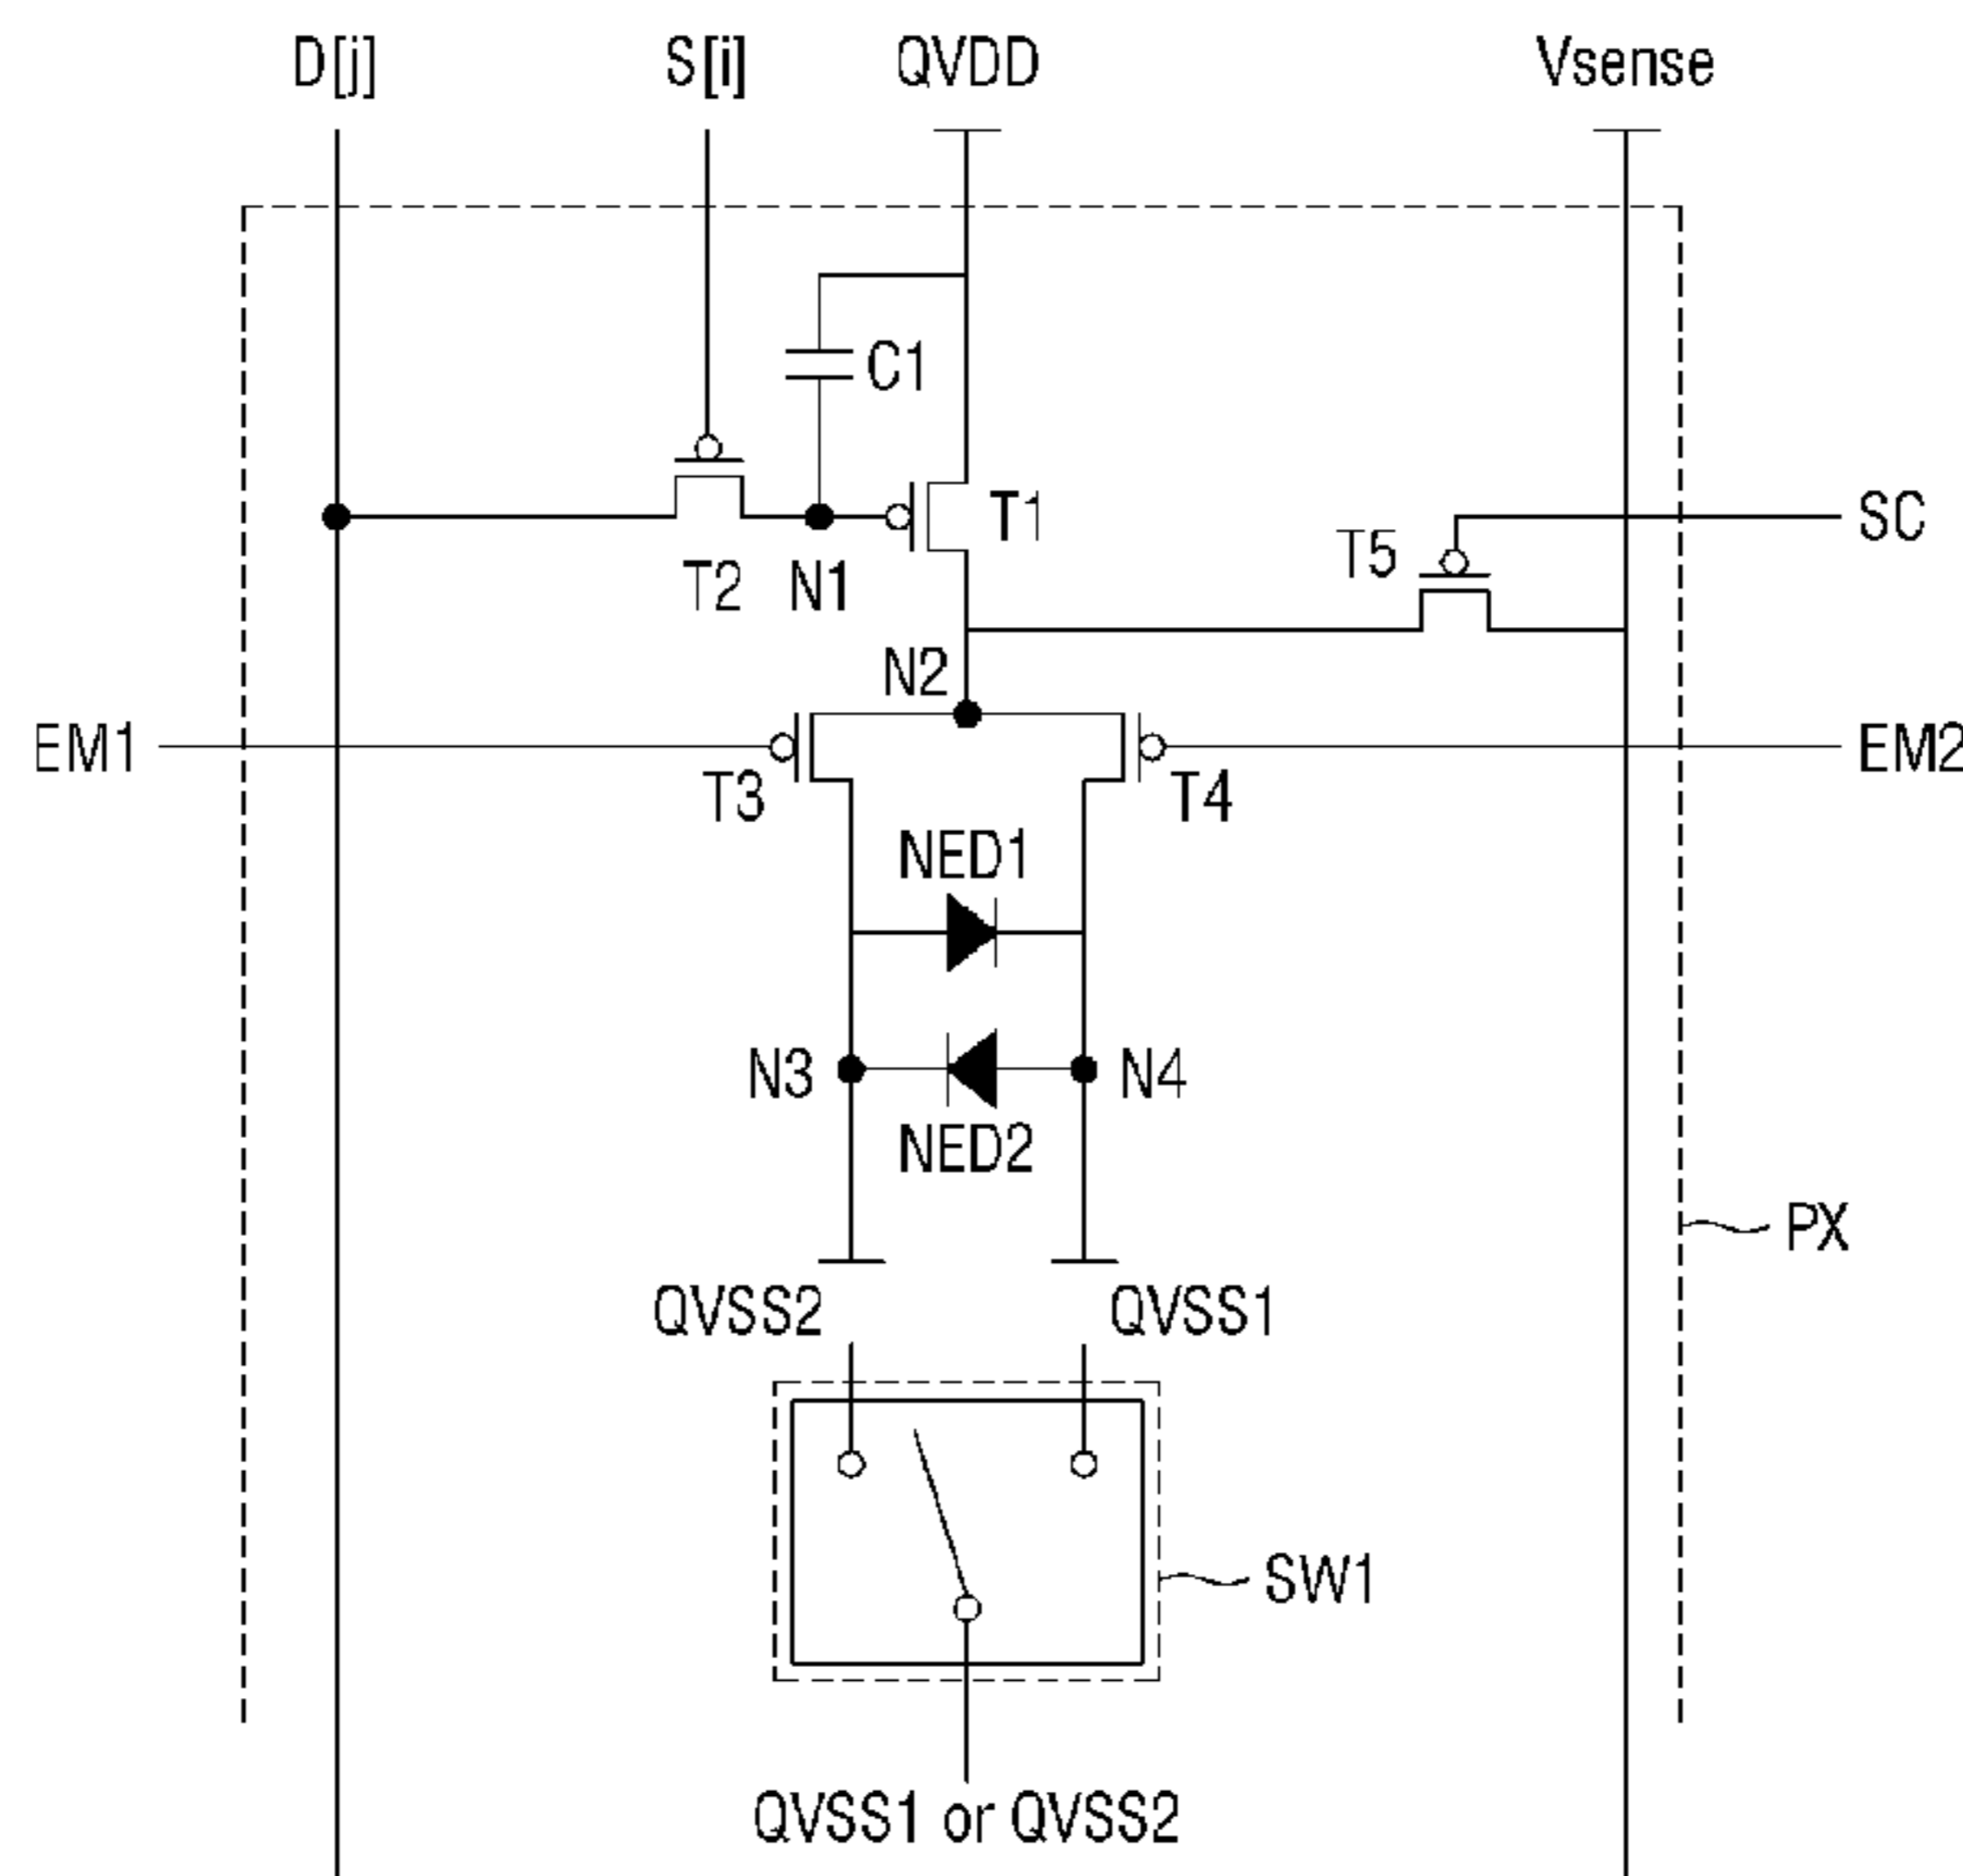 D[j] S[i] QVDD Vsense
C1
T1
SC
T5
T2 N1
N2
EM1
EM2
T3
T4
NED1
N3
N4
NED2
PX
QVSS2
QVSS1
SW1
QVSS1 or QVSS2